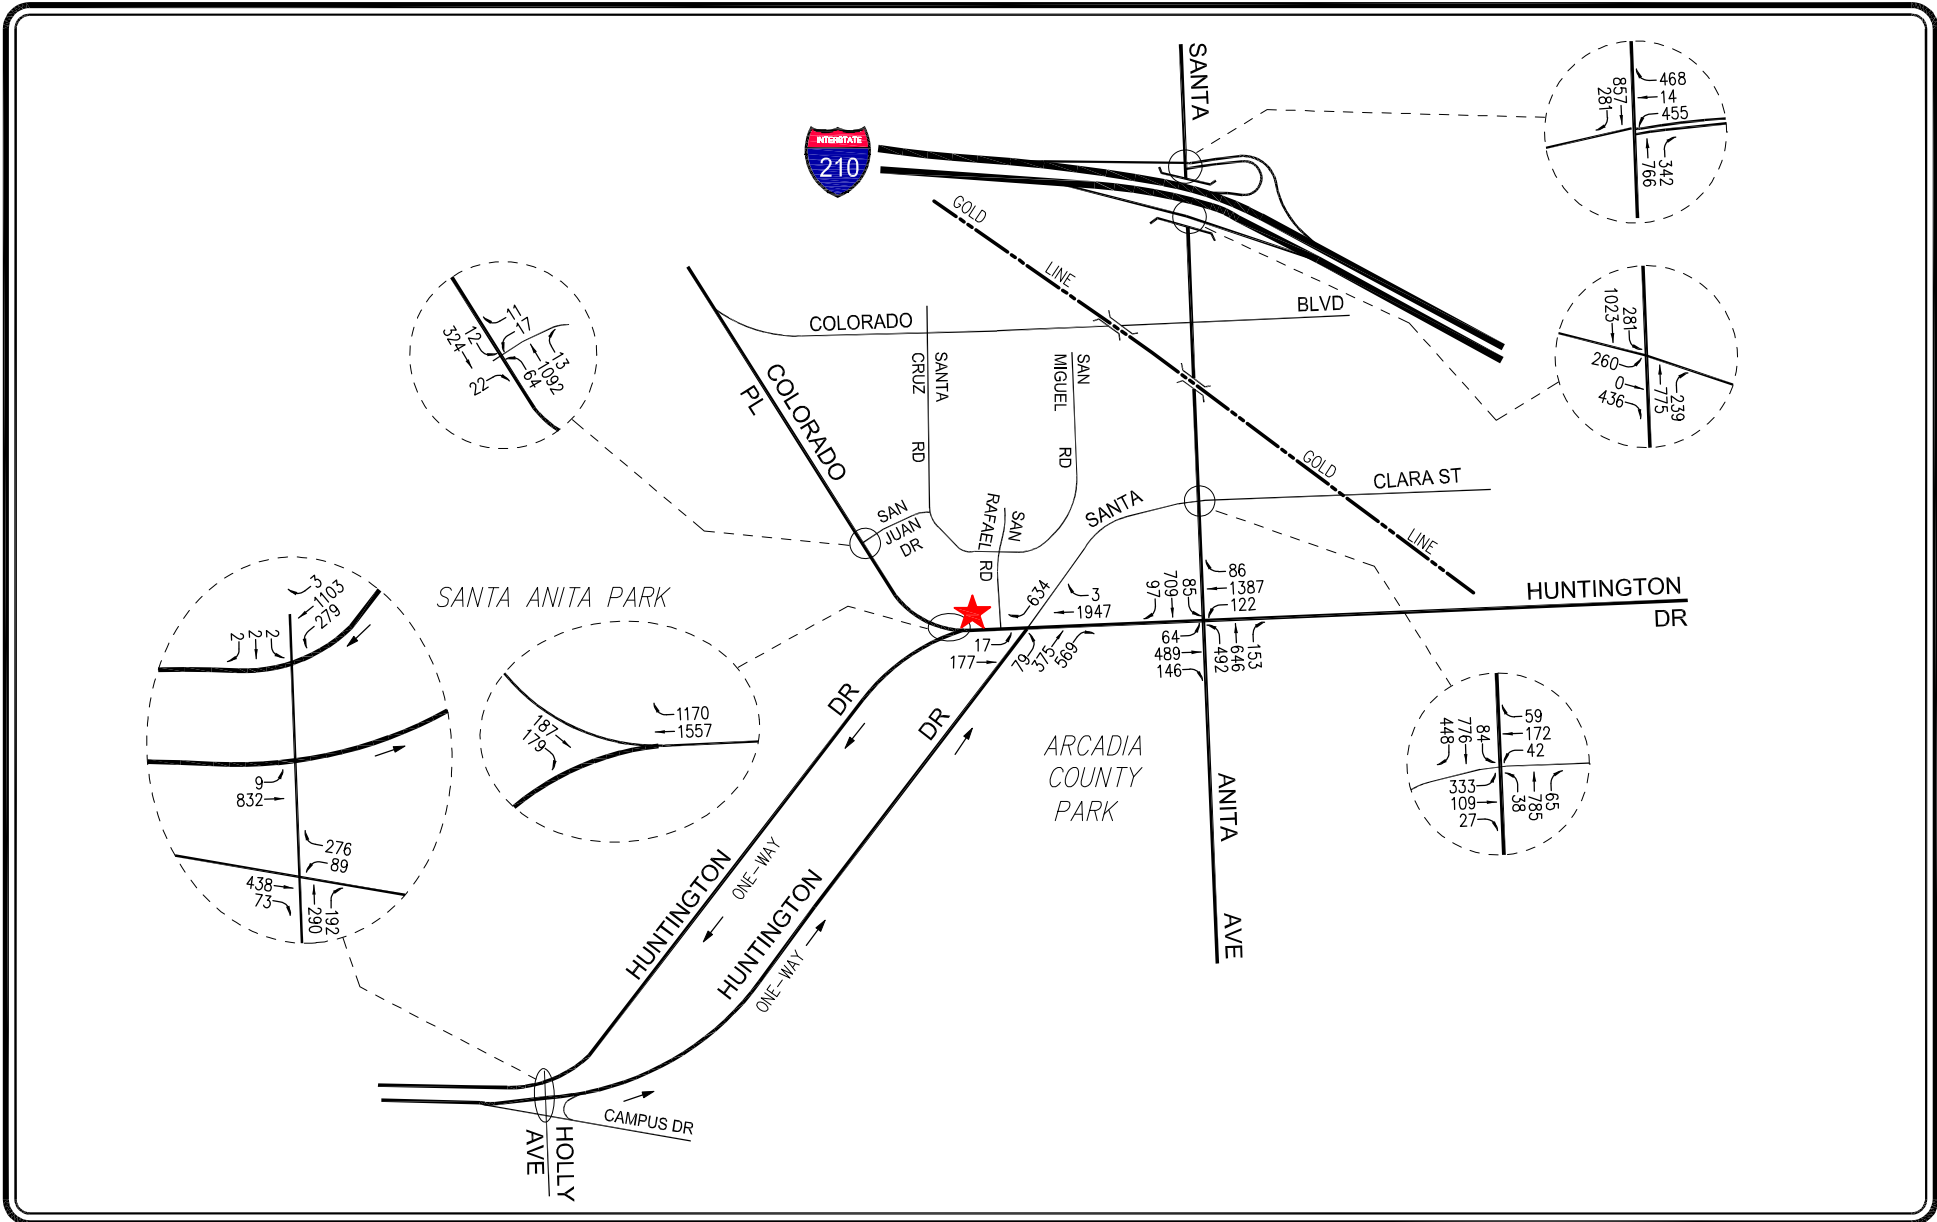 SANTA
468
14
455
857
281
342
766
INTERSTATE
210
GOLD
LINE
COLORADO
BLVD
281
1023
260
0
436
239
775
11
17
12
324
22
13
1092
64
COLORADO
PL
SANTA
CRUZ
RD
SAN
MIGUEL
RD
GOLD
LINE
SANTA
CLARA ST
SAN
JUAN
DR
SAN
RAFAEL
RD
HUNTINGTON
DR
634
3
1947
17
177
79
375
569
86
1387
122
85
709
97
64
489
146
153
646
492
SANTA ANITA PARK
3
1103
279
2
2
2
9
832
276
89
438
73
192
290
1170
1557
187
179
DR
DR
ARCADIA
COUNTY
PARK
ANITA
AVE
59
172
42
84
776
448
333
109
27
65
785
38
HUNTINGTON
ONE-WAY
HUNTINGTON
ONE-WAY
CAMPUS DR
HOLLY
AVE